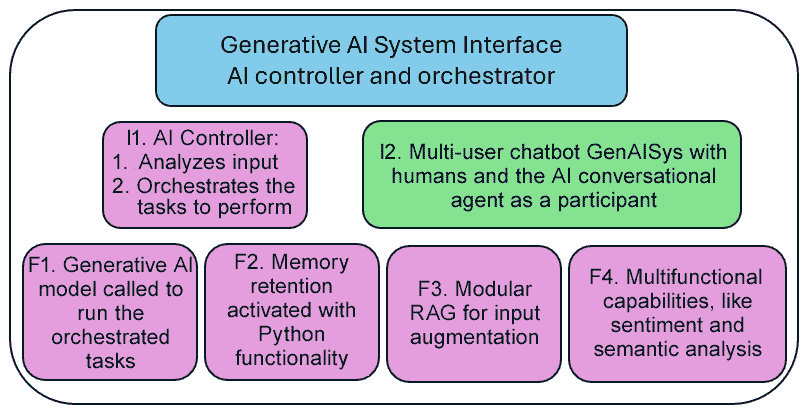 Generative AI System Interface
AI controller and orchestrator
I1. AI Controller:
1. Analyzes input
2. Orchestrates the
tasks to perform
I2. Multi-user chatbot GenAISys with
humans and the AI conversational
agent as a participant
F1. Generative AI
model called to
run the
orchestrated
tasks
F2. Memory
retention
activated with
Python
functionality
F3. Modular
RAG for input
augmentation
F4. Multifunctional
capabilities, like
sentiment and
semantic analysis